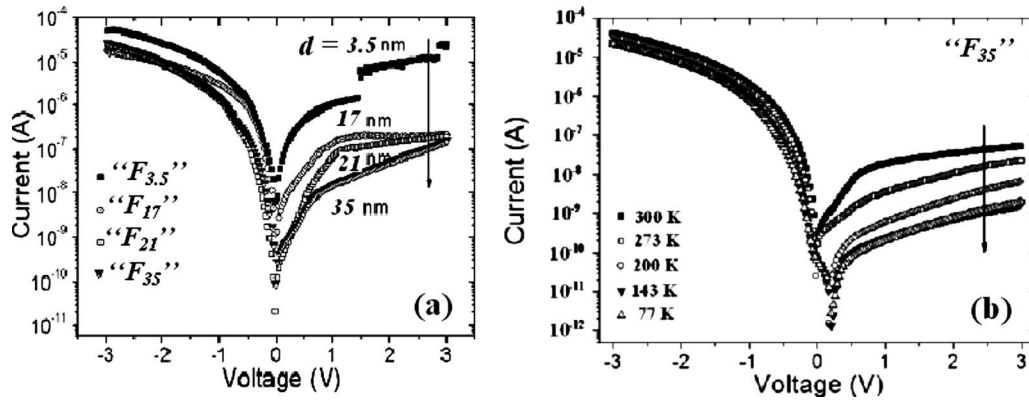 10⁻⁴
10⁻⁵
10⁻⁶
10⁻⁷
10⁻⁸
10⁻⁹
10⁻¹⁰
10⁻¹¹
Current (A)
d = 3.5 nm
17 nm
21 nm
35 nm
“F₃.₅”
“F₁₇”
“F₂₁”
“F₃₅”
(a)
-3 -2 -1 0 1 2 3
Voltage (V)
10⁻⁴
10⁻⁵
10⁻⁶
10⁻⁷
10⁻⁸
10⁻⁹
10⁻¹⁰
10⁻¹¹
10⁻¹²
Current (A)
“F₃₅”
300 K
273 K
200 K
143 K
77 K
(b)
-3 -2 -1 0 1 2 3
Voltage (V)